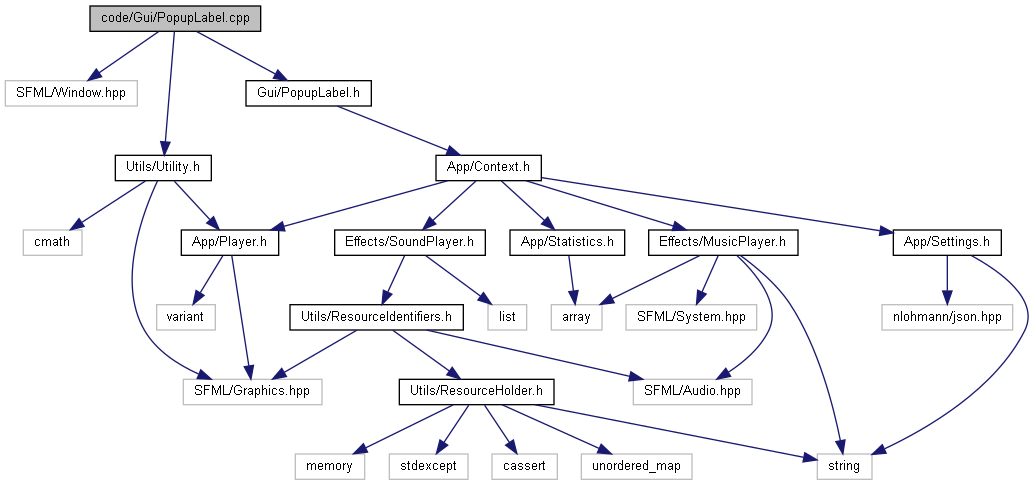 code/Gui/PopupLabel.cpp
SFML/Window.hpp
Gui/PopupLabel.h
Utils/Utility.h
App/Context.h
cmath
App/Player.h
Effects/SoundPlayer.h
App/Statistics.h
Effects/MusicPlayer.h
App/Settings.h
variant
Utils/ResourceIdentifiers.h
list
array
SFML/System.hpp
nlohmann/json.hpp
SFML/Graphics.hpp
Utils/ResourceHolder.h
SFML/Audio.hpp
memory
stdexcept
cassert
unordered_map
string